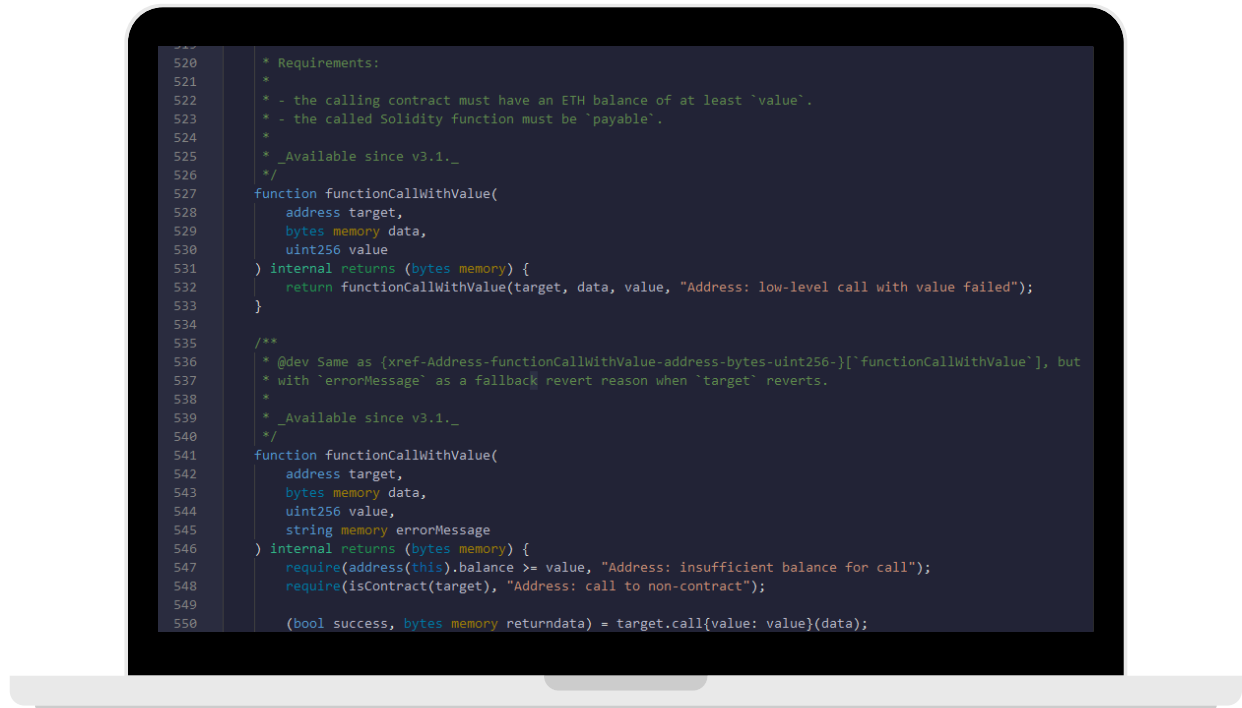 520 * Requirements:
521 *
522 * - the calling contract must have an ETH balance of at least `value`.
523 * - the called Solidity function must be `payable`.
524 *
525 * _Available since v3.1._
526 */
527 function functionCallWithValue(
528 address target,
529 bytes memory data,
530 uint256 value
531 ) internal returns (bytes memory) {
532 return functionCallWithValue(target, data, value, "Address: low-level call with value failed");
533 }
534
535 /**
536 * @dev Same as {xref-Address-functionCallWithValue-address-bytes-uint256-}[`functionCallWithValue`], but
537 * with `errorMessage` as a fallback revert reason when `target` reverts.
538 *
539 * _Available since v3.1._
540 */
541 function functionCallWithValue(
542 address target,
543 bytes memory data,
544 uint256 value,
545 string memory errorMessage
546 ) internal returns (bytes memory) {
547 require(address(this).balance >= value, "Address: insufficient balance for call");
548 require(isContract(target), "Address: call to non-contract");
549
550 (bool success, bytes memory returndata) = target.call{value: value}(data);